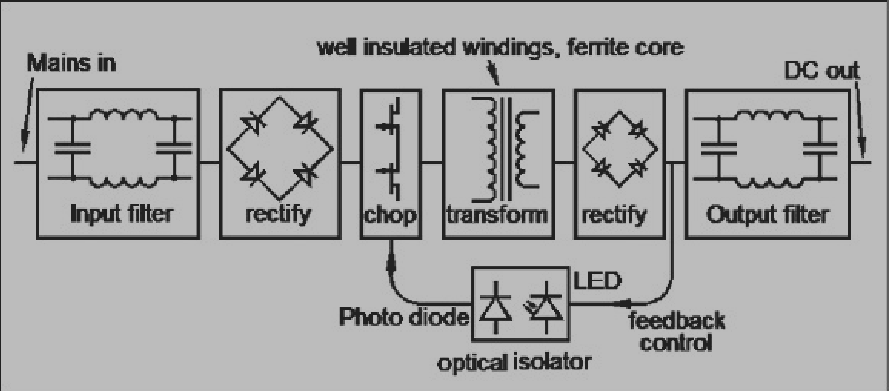 well insulated windings, ferrite core
Mains in
DC out
Input filter
rectify
chop
transform
rectify
Output filter
LED
Photo diode
feedback
control
optical isolator